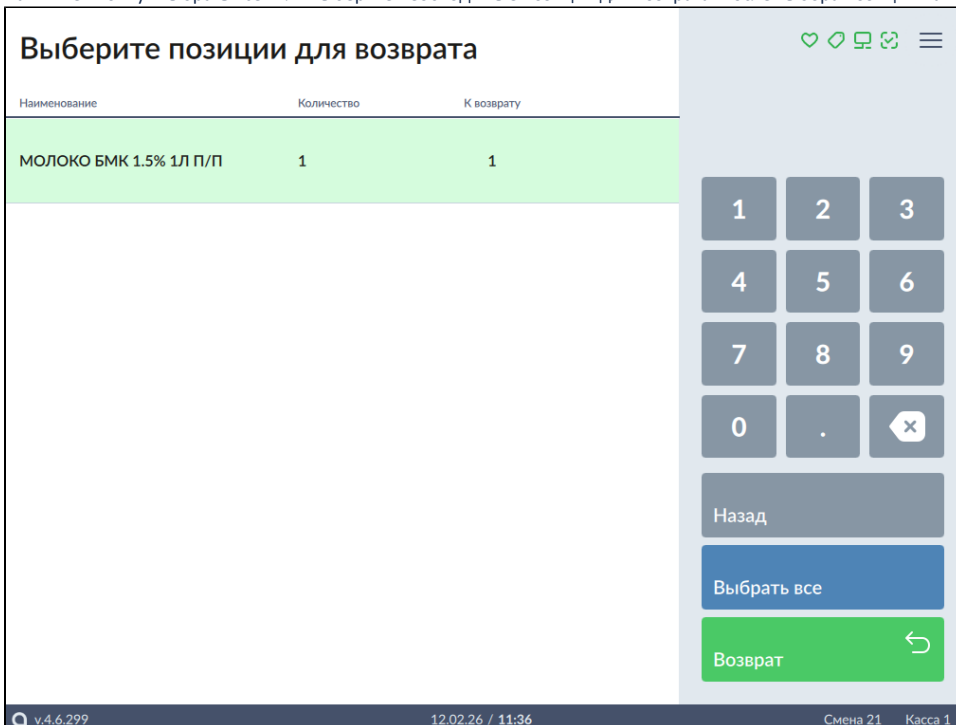 Выберите позиции для возврата
Наименование Количество К возврату
МОЛОКО БМК 1.5% 1Л П/П 1 1
1 2 3
4 5 6
7 8 9
0 .
Назад
Выбрать все
Возврат
v.4.6.299 12.02.26 / 11:36 Смена 21 Касса 1